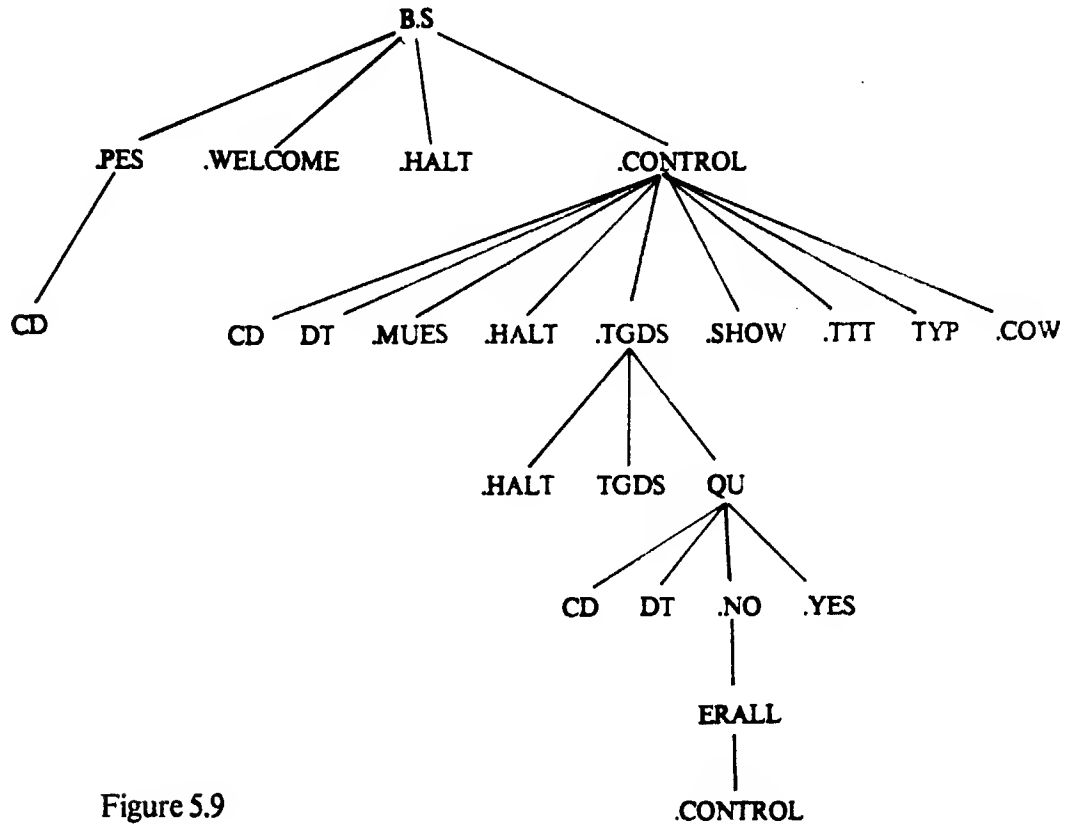 B.S
.PES .WELCOME .HALT .CONTROL
CD CD DT .MUES .HALT .TGDS .SHOW .TTT TYP .COW
.HALT TGDS QU
CD DT .NO .YES
ERALL
.CONTROL
Figure 5.9